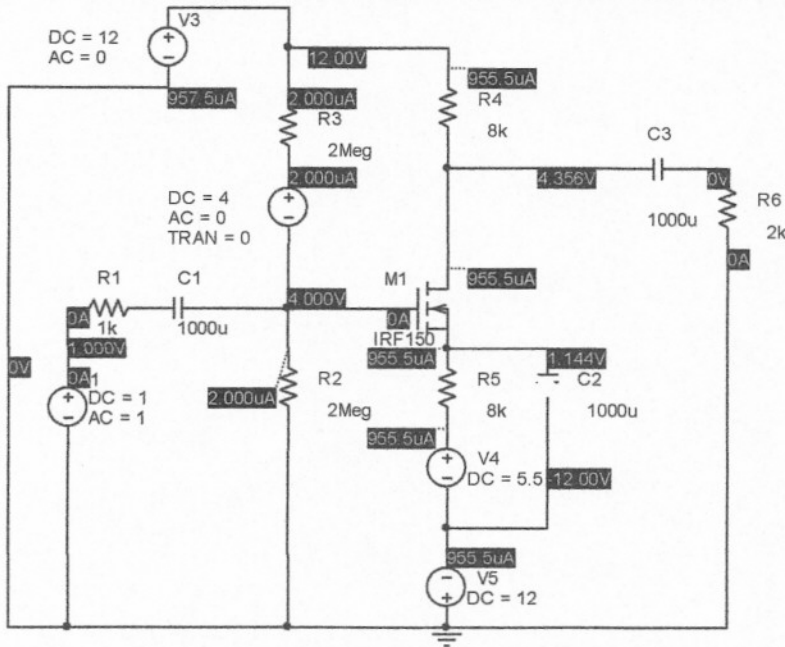 V3
DC = 12
AC = 0
12.00V
955.5uA
957.5uA
2.000uA
R4
R3
8k
C3
2Meg
2.000uA
4.356V
0V
DC = 4
R6
AC = 0
1000u
TRAN = 0
2k
R1
C1
M1
955.5uA
0A
4.000V
0A
1k
1000u
0A
IRF150
1.000V
955.5uA
1.144V
0V
0A
1
R2
R5
C2
DC = 1
2.000uA
AC = 1
2Meg
8k
1000u
955.5uA
V4
DC = 5.5
-12.00V
955.5uA
V5
DC = 12